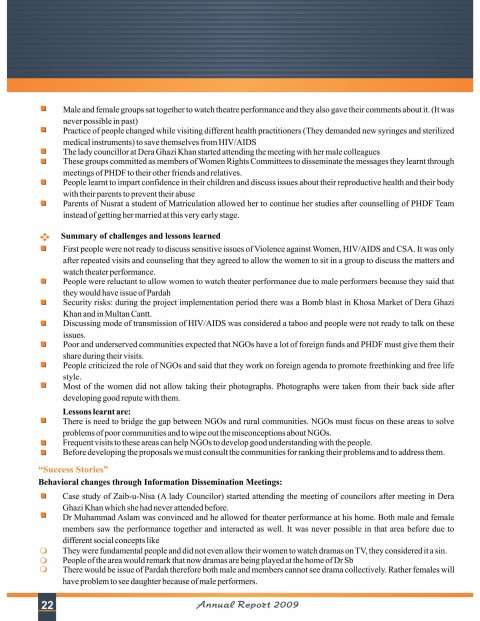 Male and female groups sat together to watch theatre performance and they also gave their comments about it. (It was
never possible in past)
Practice of people changed while visiting different health practitioners (They demanded new syringes and sterilized
medical instruments) to save themselves from HIV/AIDS
The lady councillor at Dera Ghazi Khan started attending the meeting with her male colleagues
These groups committed as members of Women Rights Committees to disseminate the messages they learnt through
meetings of PHDF to their other friends and relatives.
People learnt to impart confidence in their children and discuss issues about their reproductive health and their body
with their parents to prevent their abuse
Parents of Nusrat a student of Matriculation allowed her to continue her studies after counselling of PHDF Team
instead of getting her married at this very early stage.
Summary of challenges and lessons learned
First people were not ready to discuss sensitive issues of Violence against Women, HIV/AIDS and CSA. It was only
after repeated visits and counseling that they agreed to allow the women to sit in a group to discuss the matters and
watch theater performance.
People were reluctant to allow women to watch theater performance due to male performers because they said that
they would have issue of Pardah
Security risks: during the project implementation period there was a Bomb blast in Khosa Market of Dera Ghazi
Khan and in Multan Cantt.
Discussing mode of transmission of HIV/AIDS was considered a taboo and people were not ready to talk on these
issues.
Poor and underserved communities expected that NGOs have a lot of foreign funds and PHDF must give them their
share during their visits.
People criticized the role of NGOs and said that they work on foreign agenda to promote freethinking and free life
style.
Most of the women did not allow taking their photographs. Photographs were taken from their back side after
developing good repute with them.
Lessons learnt are:
There is need to bridge the gap between NGOs and rural communities. NGOs must focus on these areas to solve
problems of poor communities and to wipe out the misconceptions about NGOs.
Frequent visits to these areas can help NGOs to develop good understanding with the people.
Before developing the proposals we must consult the communities for ranking their problems and to address them.
“Success Stories”
Behavioral changes through Information Dissemination Meetings:
Case study of Zaib-u-Nisa (A lady Councilor) started attending the meeting of councilors after meeting in Dera
Ghazi Khan which she had never attended before.
Dr Muhammad Aslam was convinced and he allowed for theater performance at his home. Both male and female
members saw the performance together and interacted as well. It was never possible in that area before due to
different social concepts like
They were fundamental people and did not even allow their women to watch dramas on TV, they considered it a sin.
People of the area would remark that now dramas are being played at the home of Dr Sb
There would be issue of Pardah therefore both male and members cannot see drama collectively. Rather females will
have problem to see daughter because of male performers.
22
Annual Report 2009